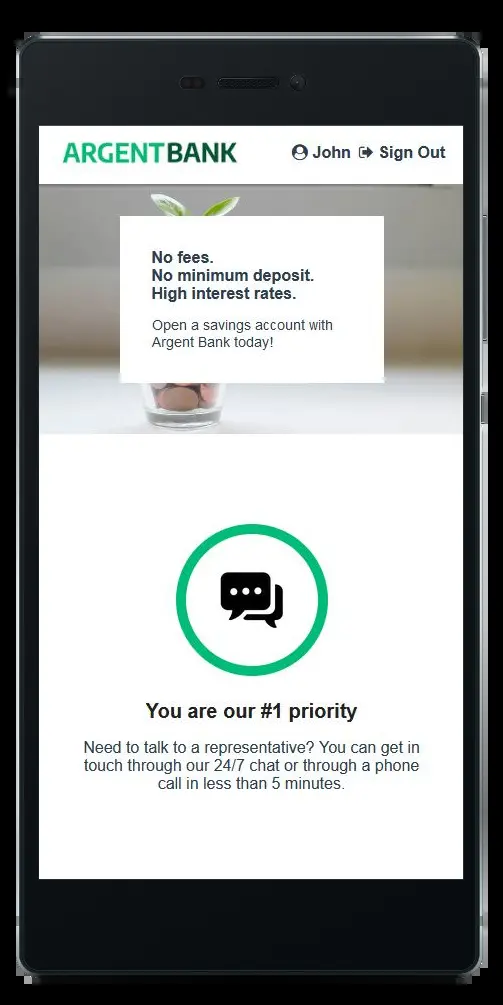 ARGENTBANK
John Sign Out
No fees.
No minimum deposit.
High interest rates.
Open a savings account with
Argent Bank today!
You are our #1 priority
Need to talk to a representative? You can get in
touch through our 24/7 chat or through a phone
call in less than 5 minutes.